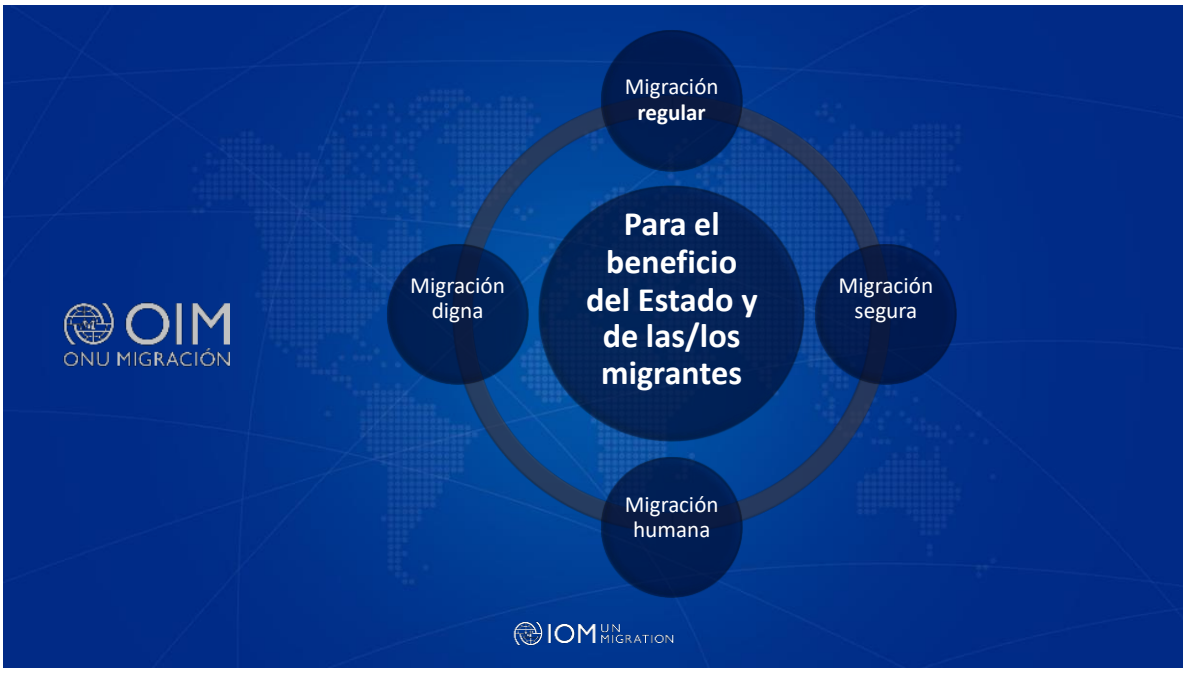 Migración
regular
Para el
beneficio
del Estado y
de las/los
migrantes
Migración
digna
Migración
segura
OIM
ONU MIGRACIÓN
Migración
humana
IOM UN
MIGRATION